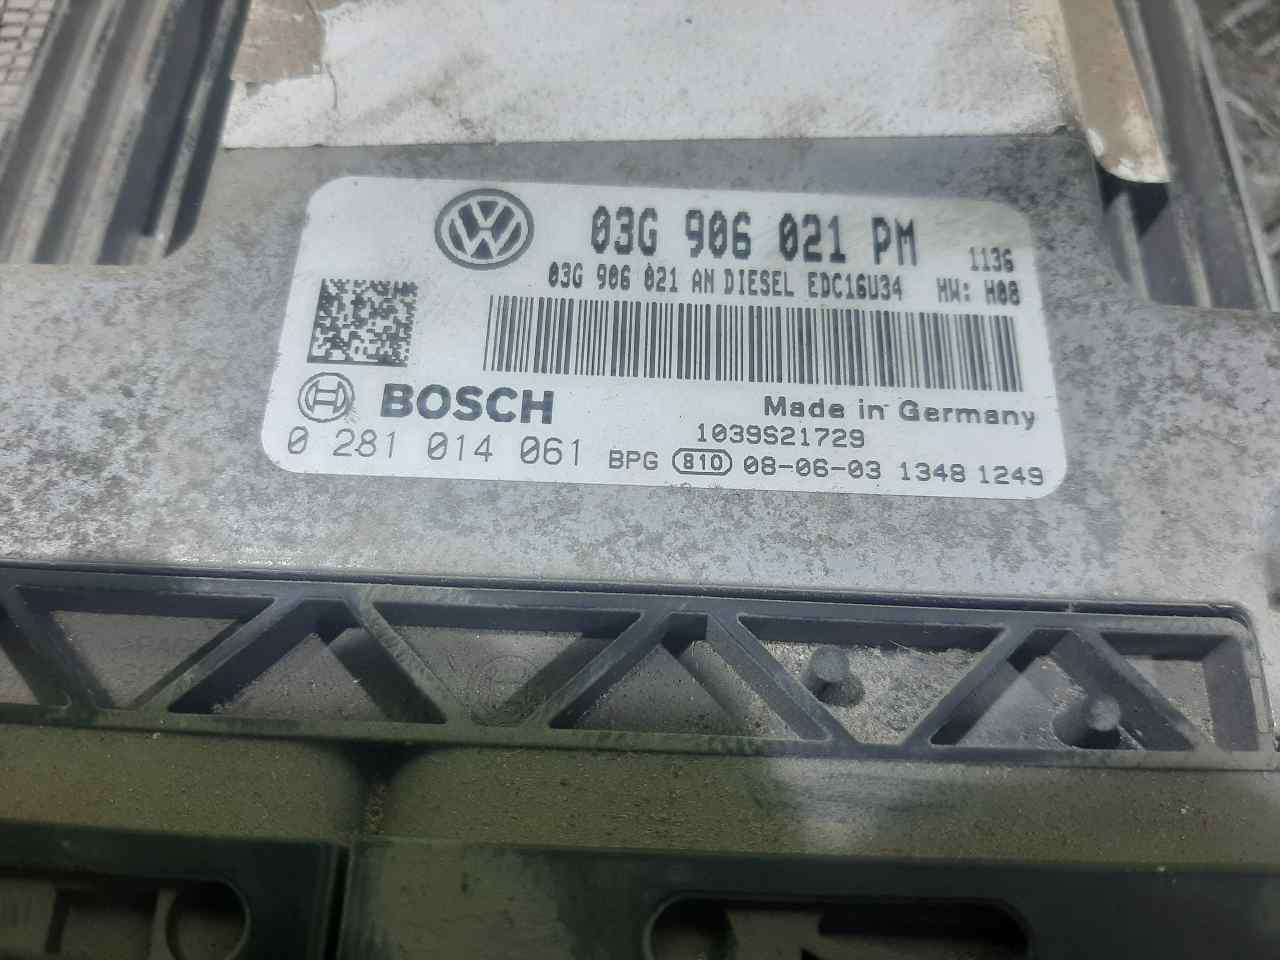 03G 906 021 PM 1136
03G 906 021 AN DIESEL EDC16U34 HW: H08
BOSCH
Made in Germany
1039S21729
0 281 014 061 BPG 810 08-06-03 1348 1249